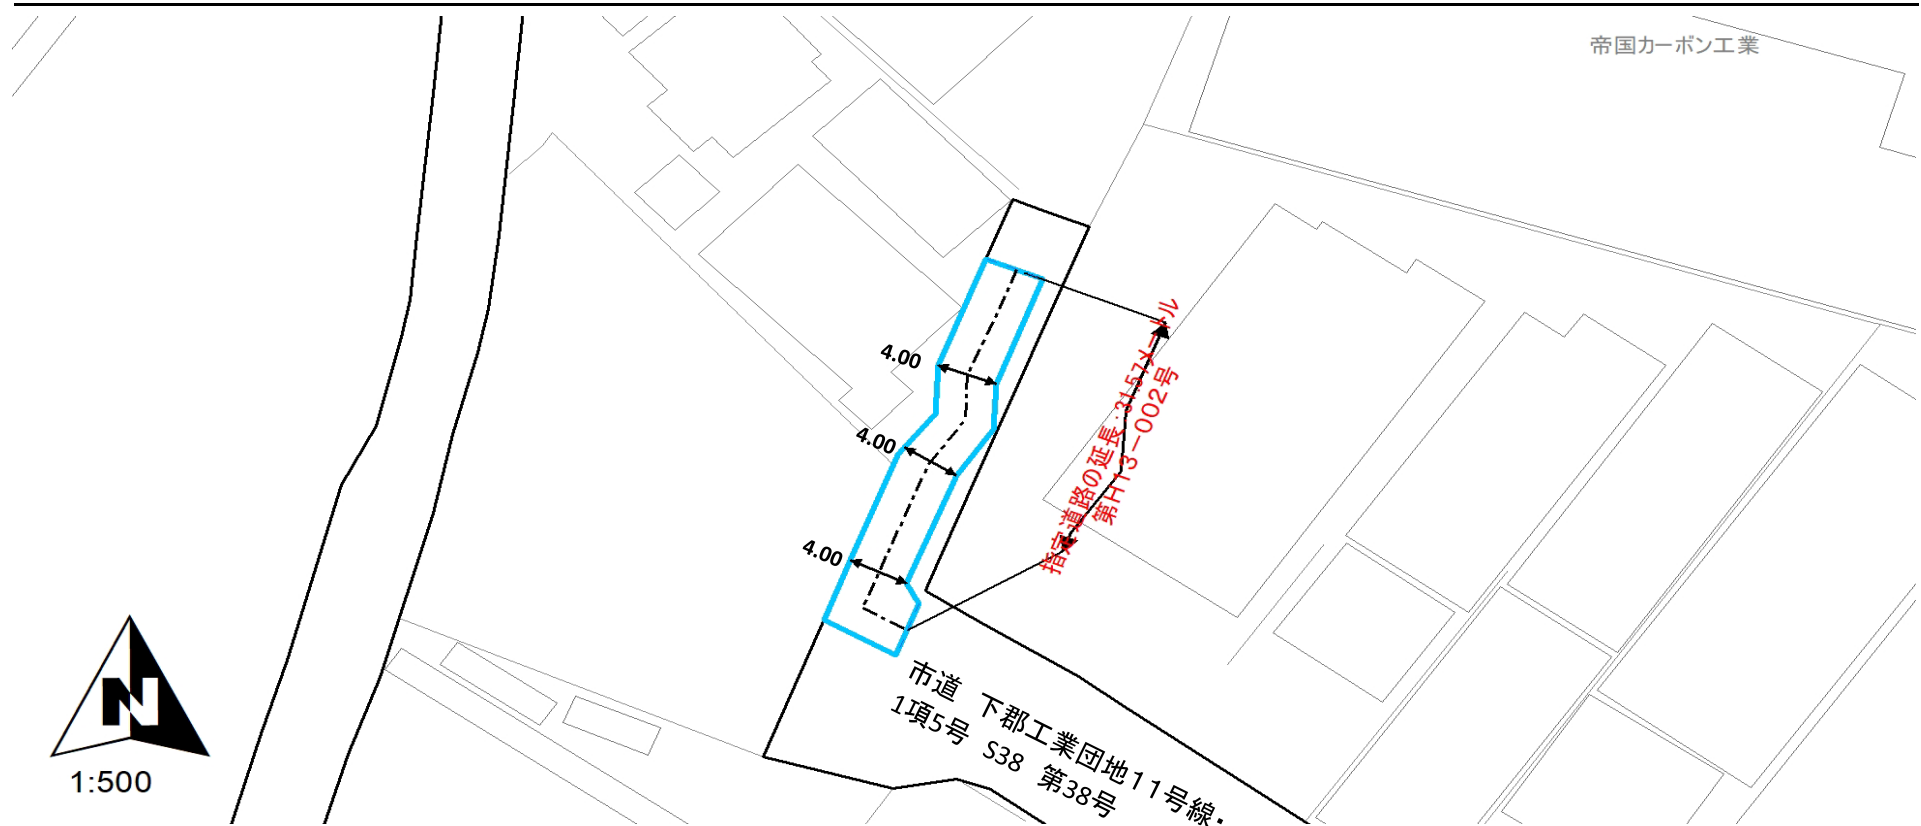 帝国カーボン工業
4.00
4.00
4.00
指定道路の延長:31.57メートル
第H13-002号
市道 下郡工業団地11号線・
1項5号 S38 第38号
N
1:500